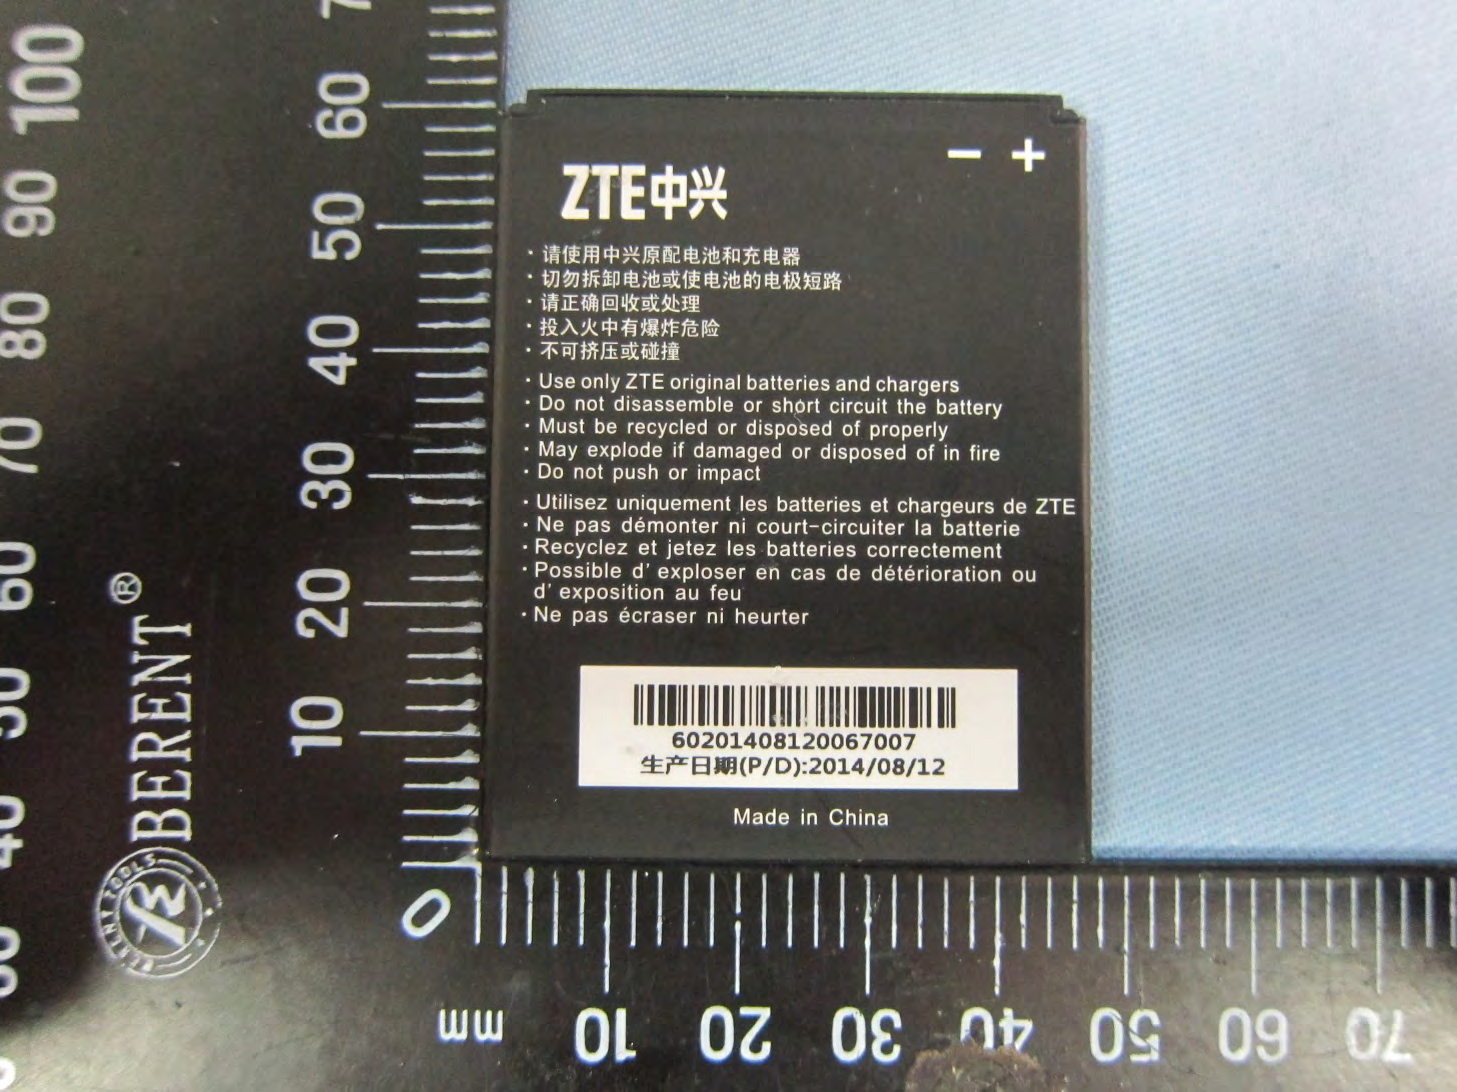 ZTE中兴
− +
· 请使用中兴原配电池和充电器
· 切勿拆卸电池或使电池的电极短路
· 请正确回收或处理
· 投入火中有爆炸危险
· 不可挤压或碰撞
· Use only ZTE original batteries and chargers
· Do not disassemble or short circuit the battery
· Must be recycled or disposed of properly
· May explode if damaged or disposed of in fire
· Do not push or impact
· Utilisez uniquement les batteries et chargeurs de ZTE
· Ne pas démonter ni court-circuiter la batterie
· Recyclez et jetez les batteries correctement
· Possible d' exploser en cas de détérioration ou
d' exposition au feu
· Ne pas écraser ni heurter
60201408120067007
生产日期(P/D):2014/08/12
Made in China
100
90
80
70
60
50
40
60
50
40
30
20
10
0
BERENT®
mm 10 20 30 40 50 60 70